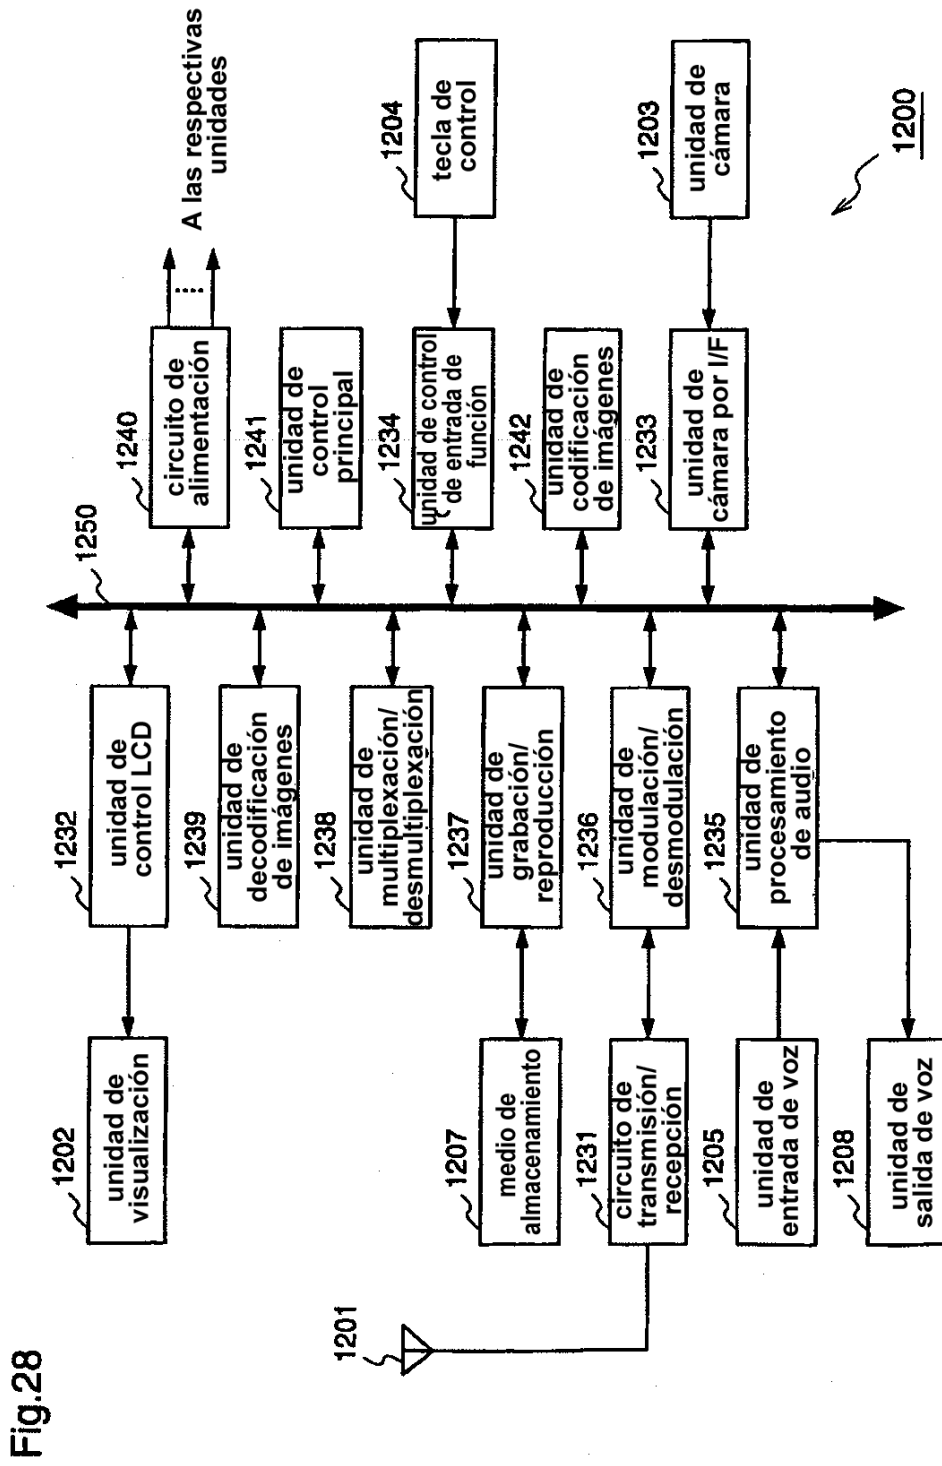 Fig.28
1201
1202
unidad de
visualización
1207
medio de
almacenamiento
1231
circuito de
transmisión/
recepción
1205
unidad de
entrada de voz
1208
unidad de
salida de voz
1232
unidad de
control LCD
1239
unidad de
decodificación
de imágenes
1238
unidad de
multiplexación/
desmultiplexación
1237
unidad de
grabación/
reproducción
1236
unidad de
modulación/
desmodulación
1235
unidad de
procesamiento
de audio
1250
1240
circuito de
alimentación
1241
unidad de
control
principal
1234
unidad de control
de entrada de
función
1242
unidad de
codificación
de imágenes
1233
unidad de
cámara por I/F
A las respectivas
unidades
1204
tecla de
control
1203
unidad de
cámara
1200